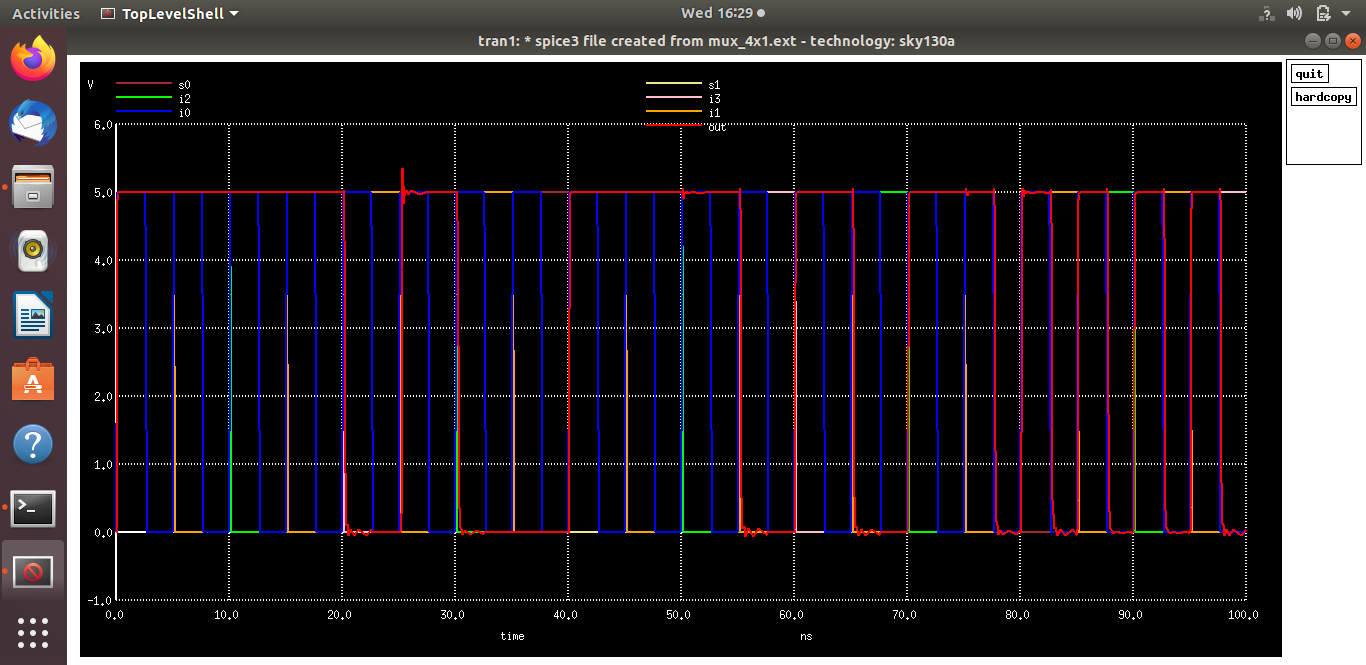 Activities TopLevelShell Wed 16:29
tran1: * spice3 file created from mux_4x1.ext - technology: sky130a
quit
hardcopy
V s0 s1
i2 i3
i0 i1
out
6.0
5.0
4.0
3.0
2.0
1.0
0.0
-1.0
0.0 10.0 20.0 30.0 40.0 50.0 60.0 70.0 80.0 90.0 100.0
time ns